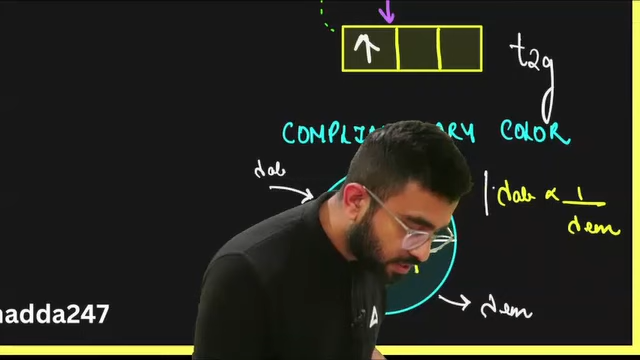 ↑ t2g
COMPLI ARY COLOR
λab
λab ∝ 1
λem
λem
adda247